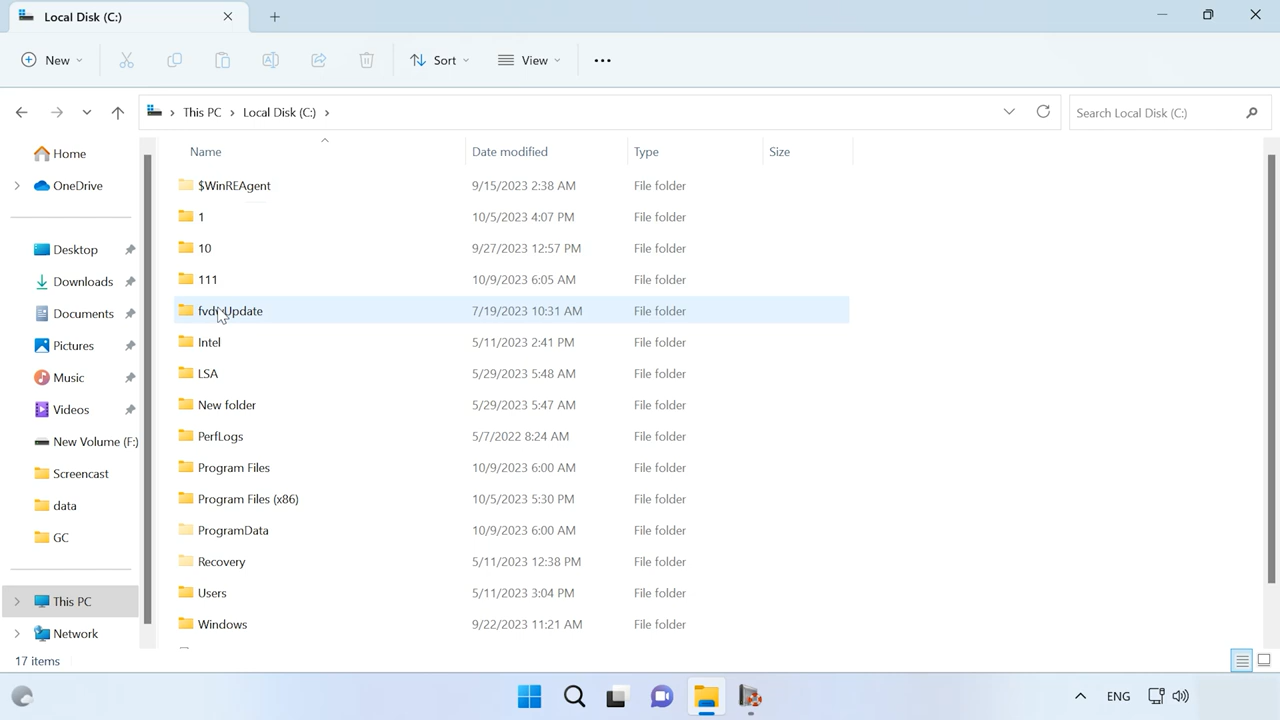 Local Disk (C:)
New
Sort
View
This PC
Local Disk (C:)
Search Local Disk (C:)
Home
OneDrive
Desktop
Downloads
Documents
Pictures
Music
Videos
New Volume (F:)
Screencast
data
GC
This PC
Network
Name Date modified Type Size
$WinREAgent 9/15/2023 2:38 AM File folder
1 10/5/2023 4:07 PM File folder
10 9/27/2023 12:57 PM File folder
111 10/9/2023 6:05 AM File folder
7/19/2023 10:31 AM File folder
Intel 5/11/2023 2:41 PM File folder
LSA 5/29/2023 5:48 AM File folder
New folder 5/29/2023 5:47 AM File folder
PerfLogs 5/7/2022 8:24 AM File folder
Program Files 10/9/2023 6:00 AM File folder
Program Files (x86) 10/5/2023 5:30 PM File folder
ProgramData 10/9/2023 6:00 AM File folder
Recovery 5/11/2023 12:38 PM File folder
Users 5/11/2023 3:04 PM File folder
Windows 9/22/2023 11:21 AM File folder
17 items
ENG